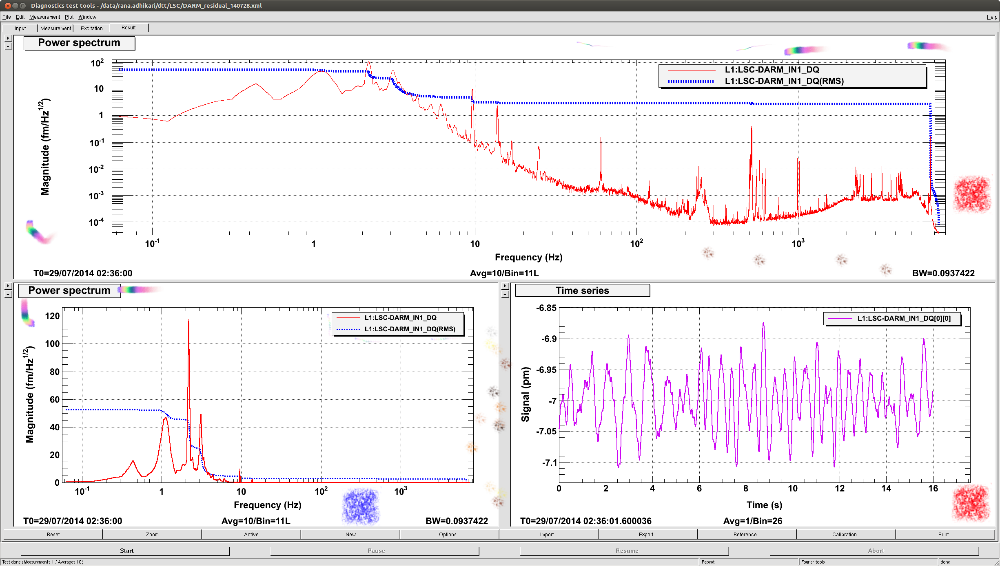 Diagnostics test tools - /data/rana.adhikari/dtt/LSC/DARM_residual_140728.xml
File Edit Measurement Plot Window Help
Input Measurement Excitation Result
Power spectrum
L1:LSC-DARM_IN1_DQ
L1:LSC-DARM_IN1_DQ(RMS)
Magnitude (fm/Hz^1/2)
10^2
10
1
10^-1
10^-2
10^-3
10^-4
10^-1 1 10 10^2 10^3
Frequency (Hz)
T0=29/07/2014 02:36:00 Avg=10/Bin=11L BW=0.0937422
Power spectrum
L1:LSC-DARM_IN1_DQ
L1:LSC-DARM_IN1_DQ(RMS)
Magnitude (fm/Hz^1/2)
120
100
80
60
40
20
0
10^-1 1 10 10^2 10^3
Frequency (Hz)
T0=29/07/2014 02:36:00 Avg=10/Bin=11L BW=0.0937422
Time series
L1:LSC-DARM_IN1_DQ[0][0]
Signal (pm)
-6.85
-6.9
-6.95
-7
-7.05
-7.1
0 2 4 6 8 10 12 14 16
Time (s)
T0=29/07/2014 02:36:01.600036 Avg=1/Bin=26
Reset Zoom Active New Options... Import... Export... Reference... Calibration... Print...
Start Pause Resume Abort
Test done (Measurements 1 / Averages 10) Repeat Fourier tools done